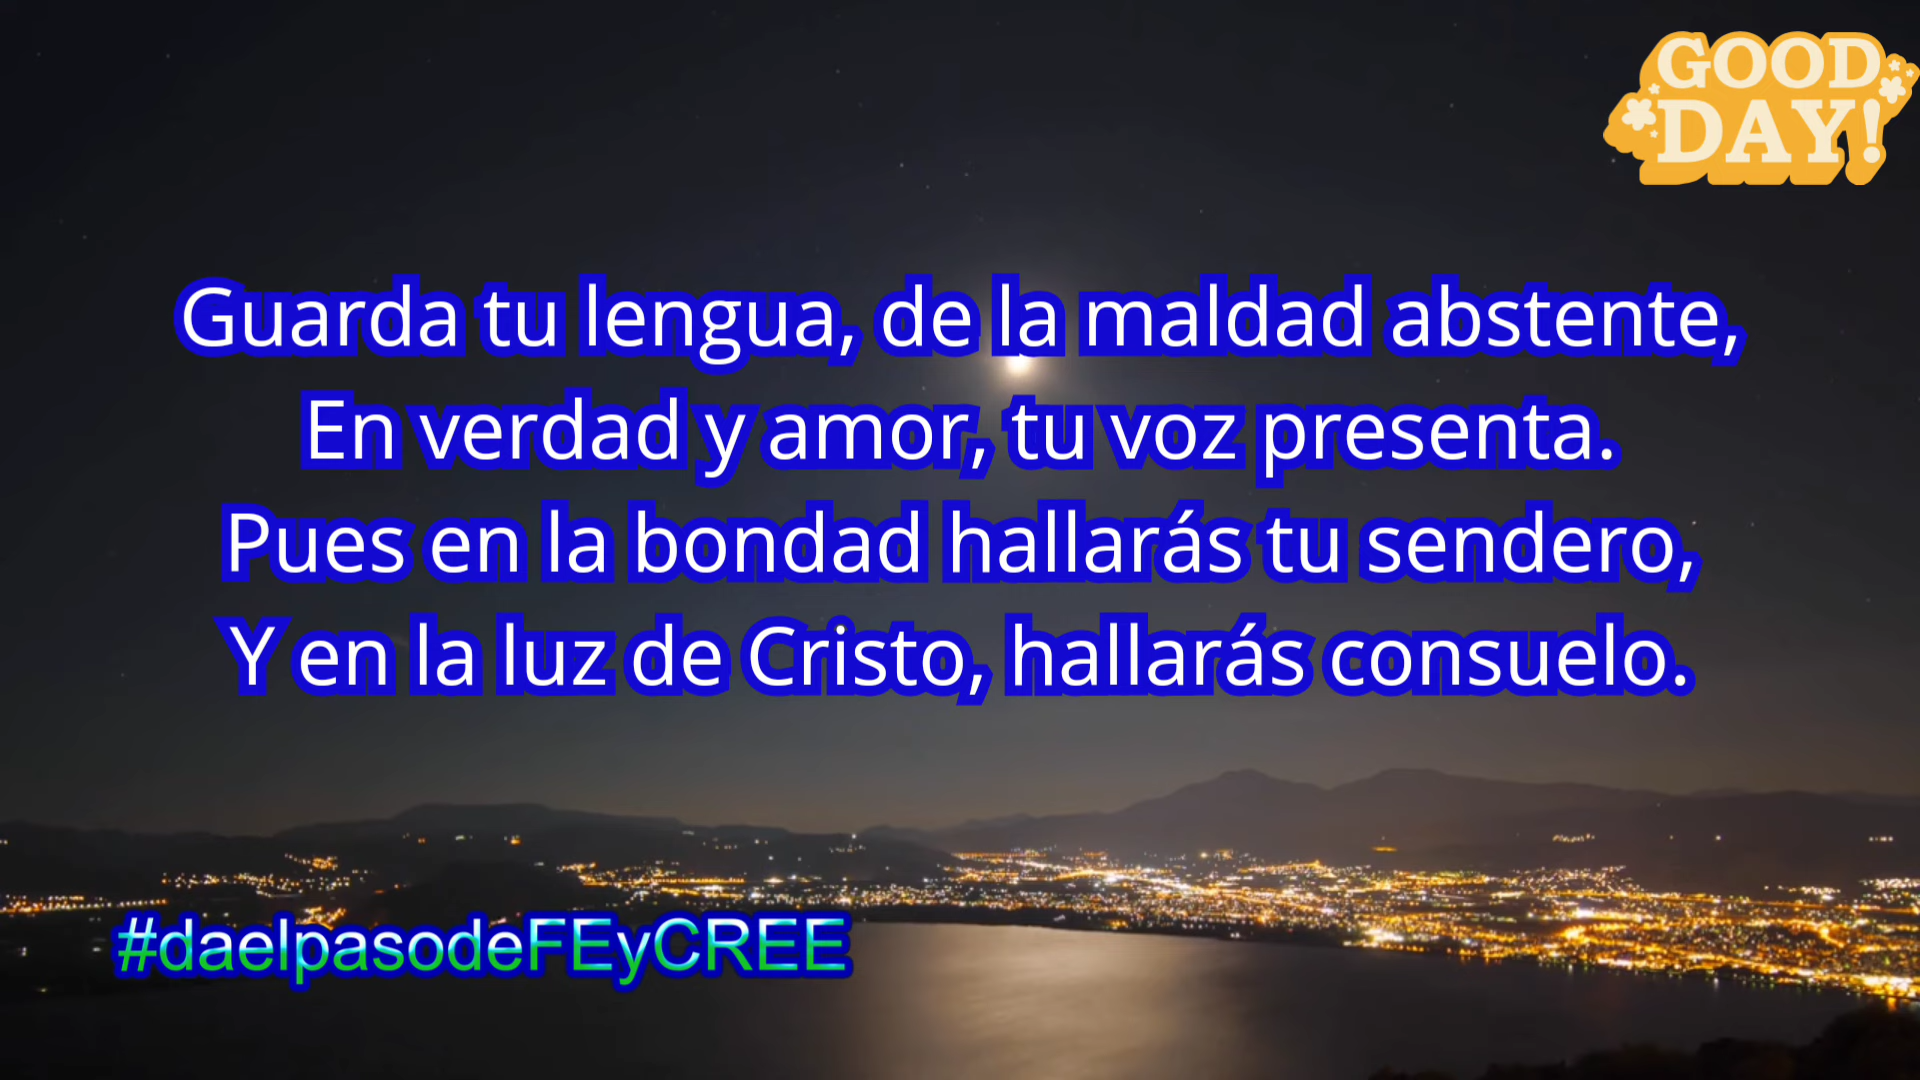 GOOD
DAY!
Guarda tu lengua, de la maldad abstente,
En verdad y amor, tu voz presenta.
Pues en la bondad hallarás tu sendero,
Y en la luz de Cristo, hallarás consuelo.
#daelpasodeFEyCREE